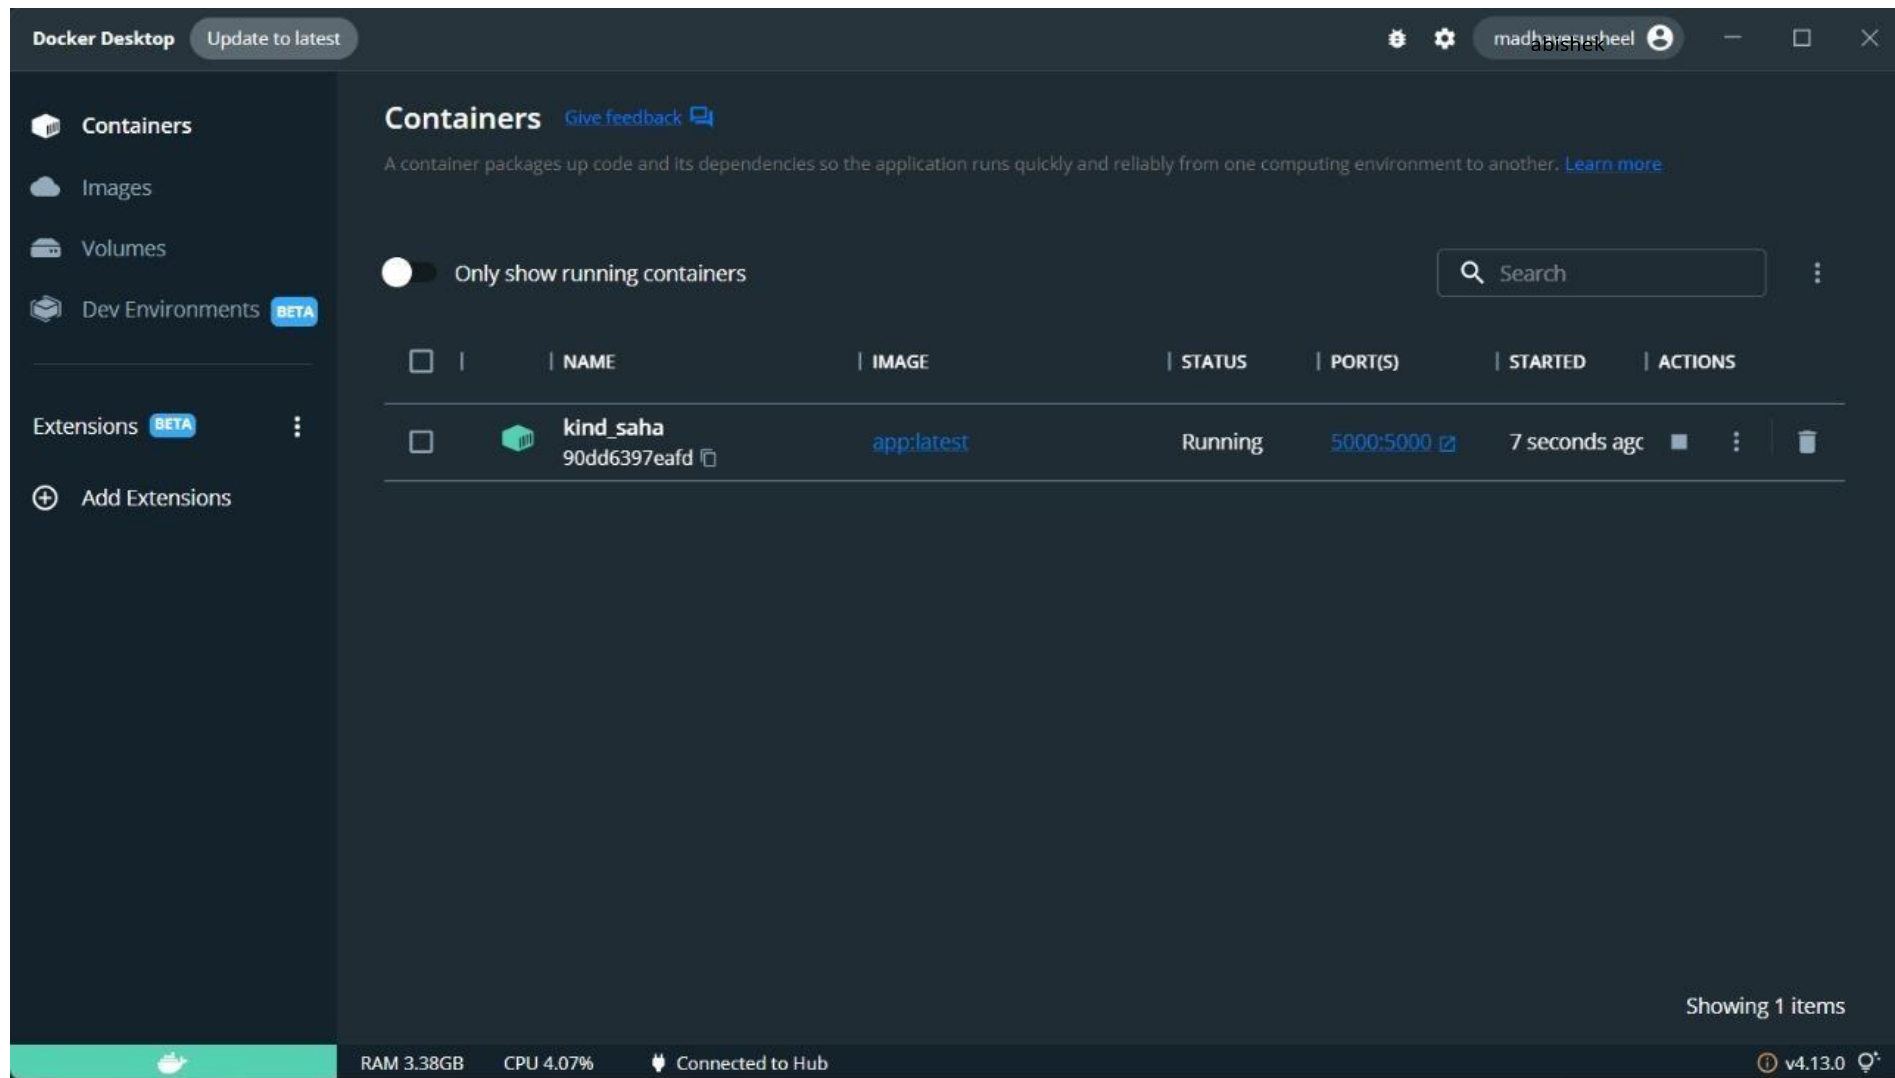 Docker Desktop Update to latest
madhavesusheel
abishek
Containers
Images
Volumes
Dev Environments BETA
Extensions BETA
Add Extensions
Containers Give feedback
A container packages up code and its dependencies so the application runs quickly and reliably from one computing environment to another. Learn more
Only show running containers
Search
NAME IMAGE STATUS PORT(S) STARTED ACTIONS
kind_saha
90dd6397eafd
app:latest Running 5000:5000 7 seconds ago
Showing 1 items
RAM 3.38GB CPU 4.07% Connected to Hub v4.13.0